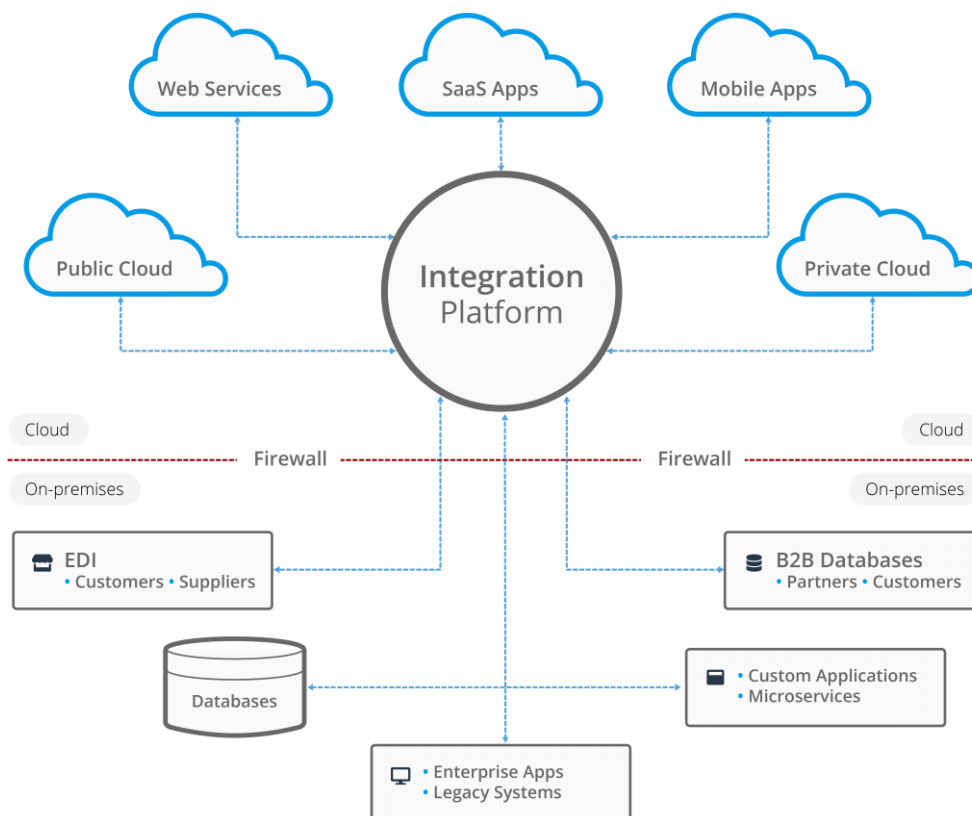 Web Services
SaaS Apps
Mobile Apps
Public Cloud
Integration
Platform
Private Cloud
Cloud
Cloud
Firewall
Firewall
On-premises
On-premises
EDI
• Customers • Suppliers
B2B Databases
• Partners • Customers
Databases
• Custom Applications
• Microservices
• Enterprise Apps
• Legacy Systems